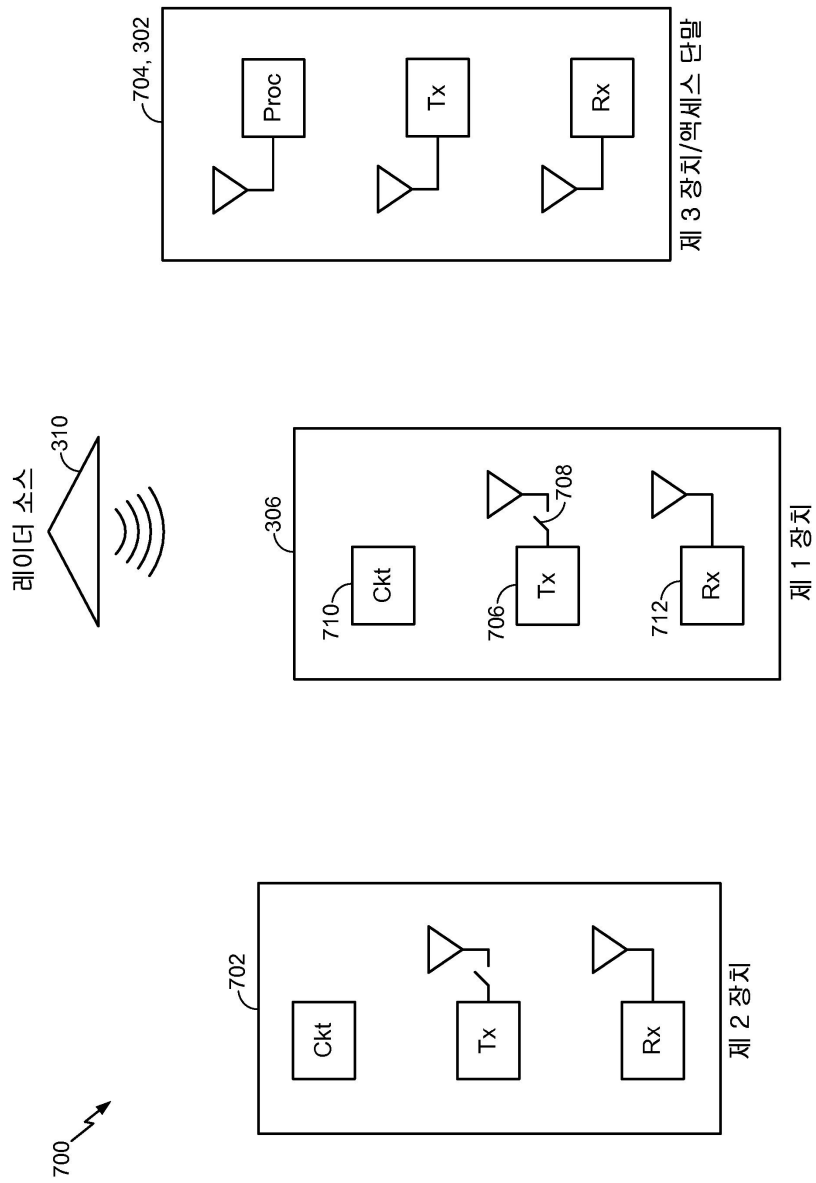 700
레이더 소스
310
702
Ckt
Tx
Rx
제 2 장치
306
710
Ckt
706
Tx
708
712
Rx
제 1 장치
704, 302
Proc
Tx
Rx
제 3 장치/액세스 단말